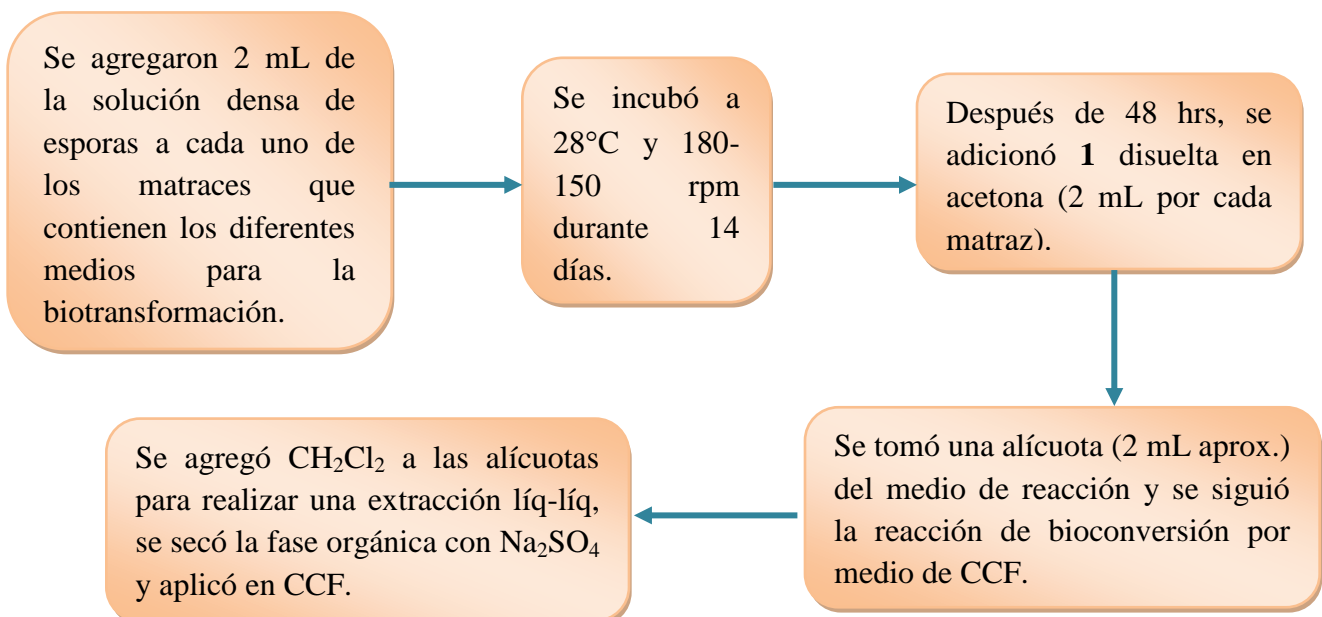 Se agregaron 2 mL de
la solución densa de
esporas a cada uno de
los matraces que
contienen los diferentes
medios para la
biotransformación.
Se incubó a
28°C y 180-
150 rpm
durante 14
días.
Después de 48 hrs, se
adicionó 1 disuelta en
acetona (2 mL por cada
matraz).
Se tomó una alícuota (2 mL aprox.)
del medio de reacción y se siguió
la reacción de bioconversión por
medio de CCF.
Se agregó CH₂Cl₂ a las alícuotas
para realizar una extracción líq-líq,
se secó la fase orgánica con Na₂SO₄
y aplicó en CCF.